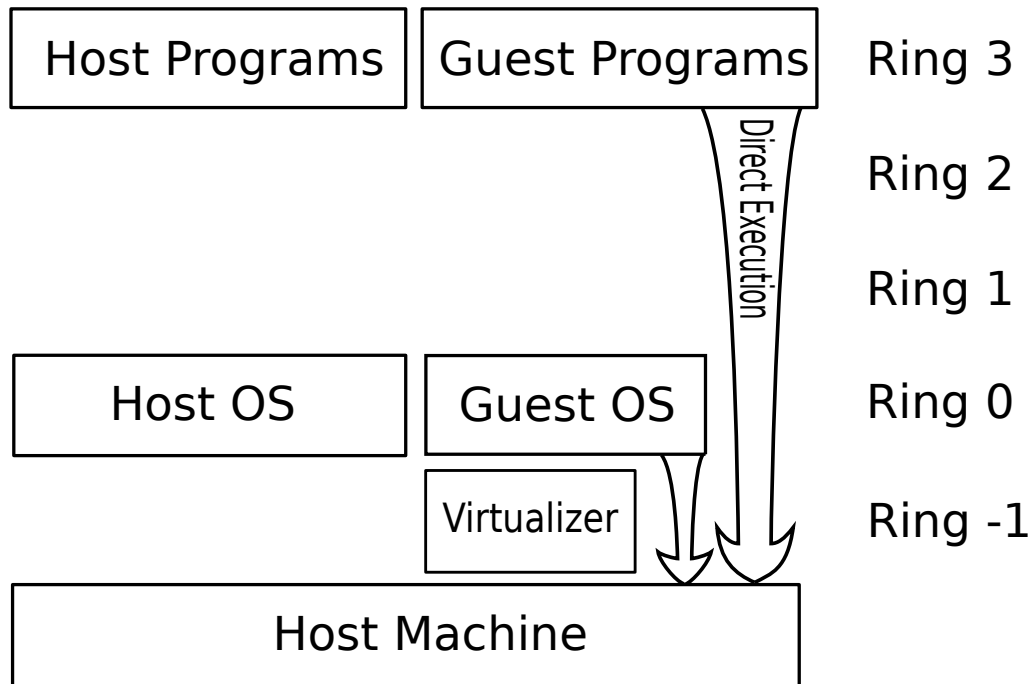 Host Programs
Guest Programs
Ring 3
Direct Execution
Ring 2
Ring 1
Host OS
Guest OS
Ring 0
Virtualizer
Ring -1
Host Machine